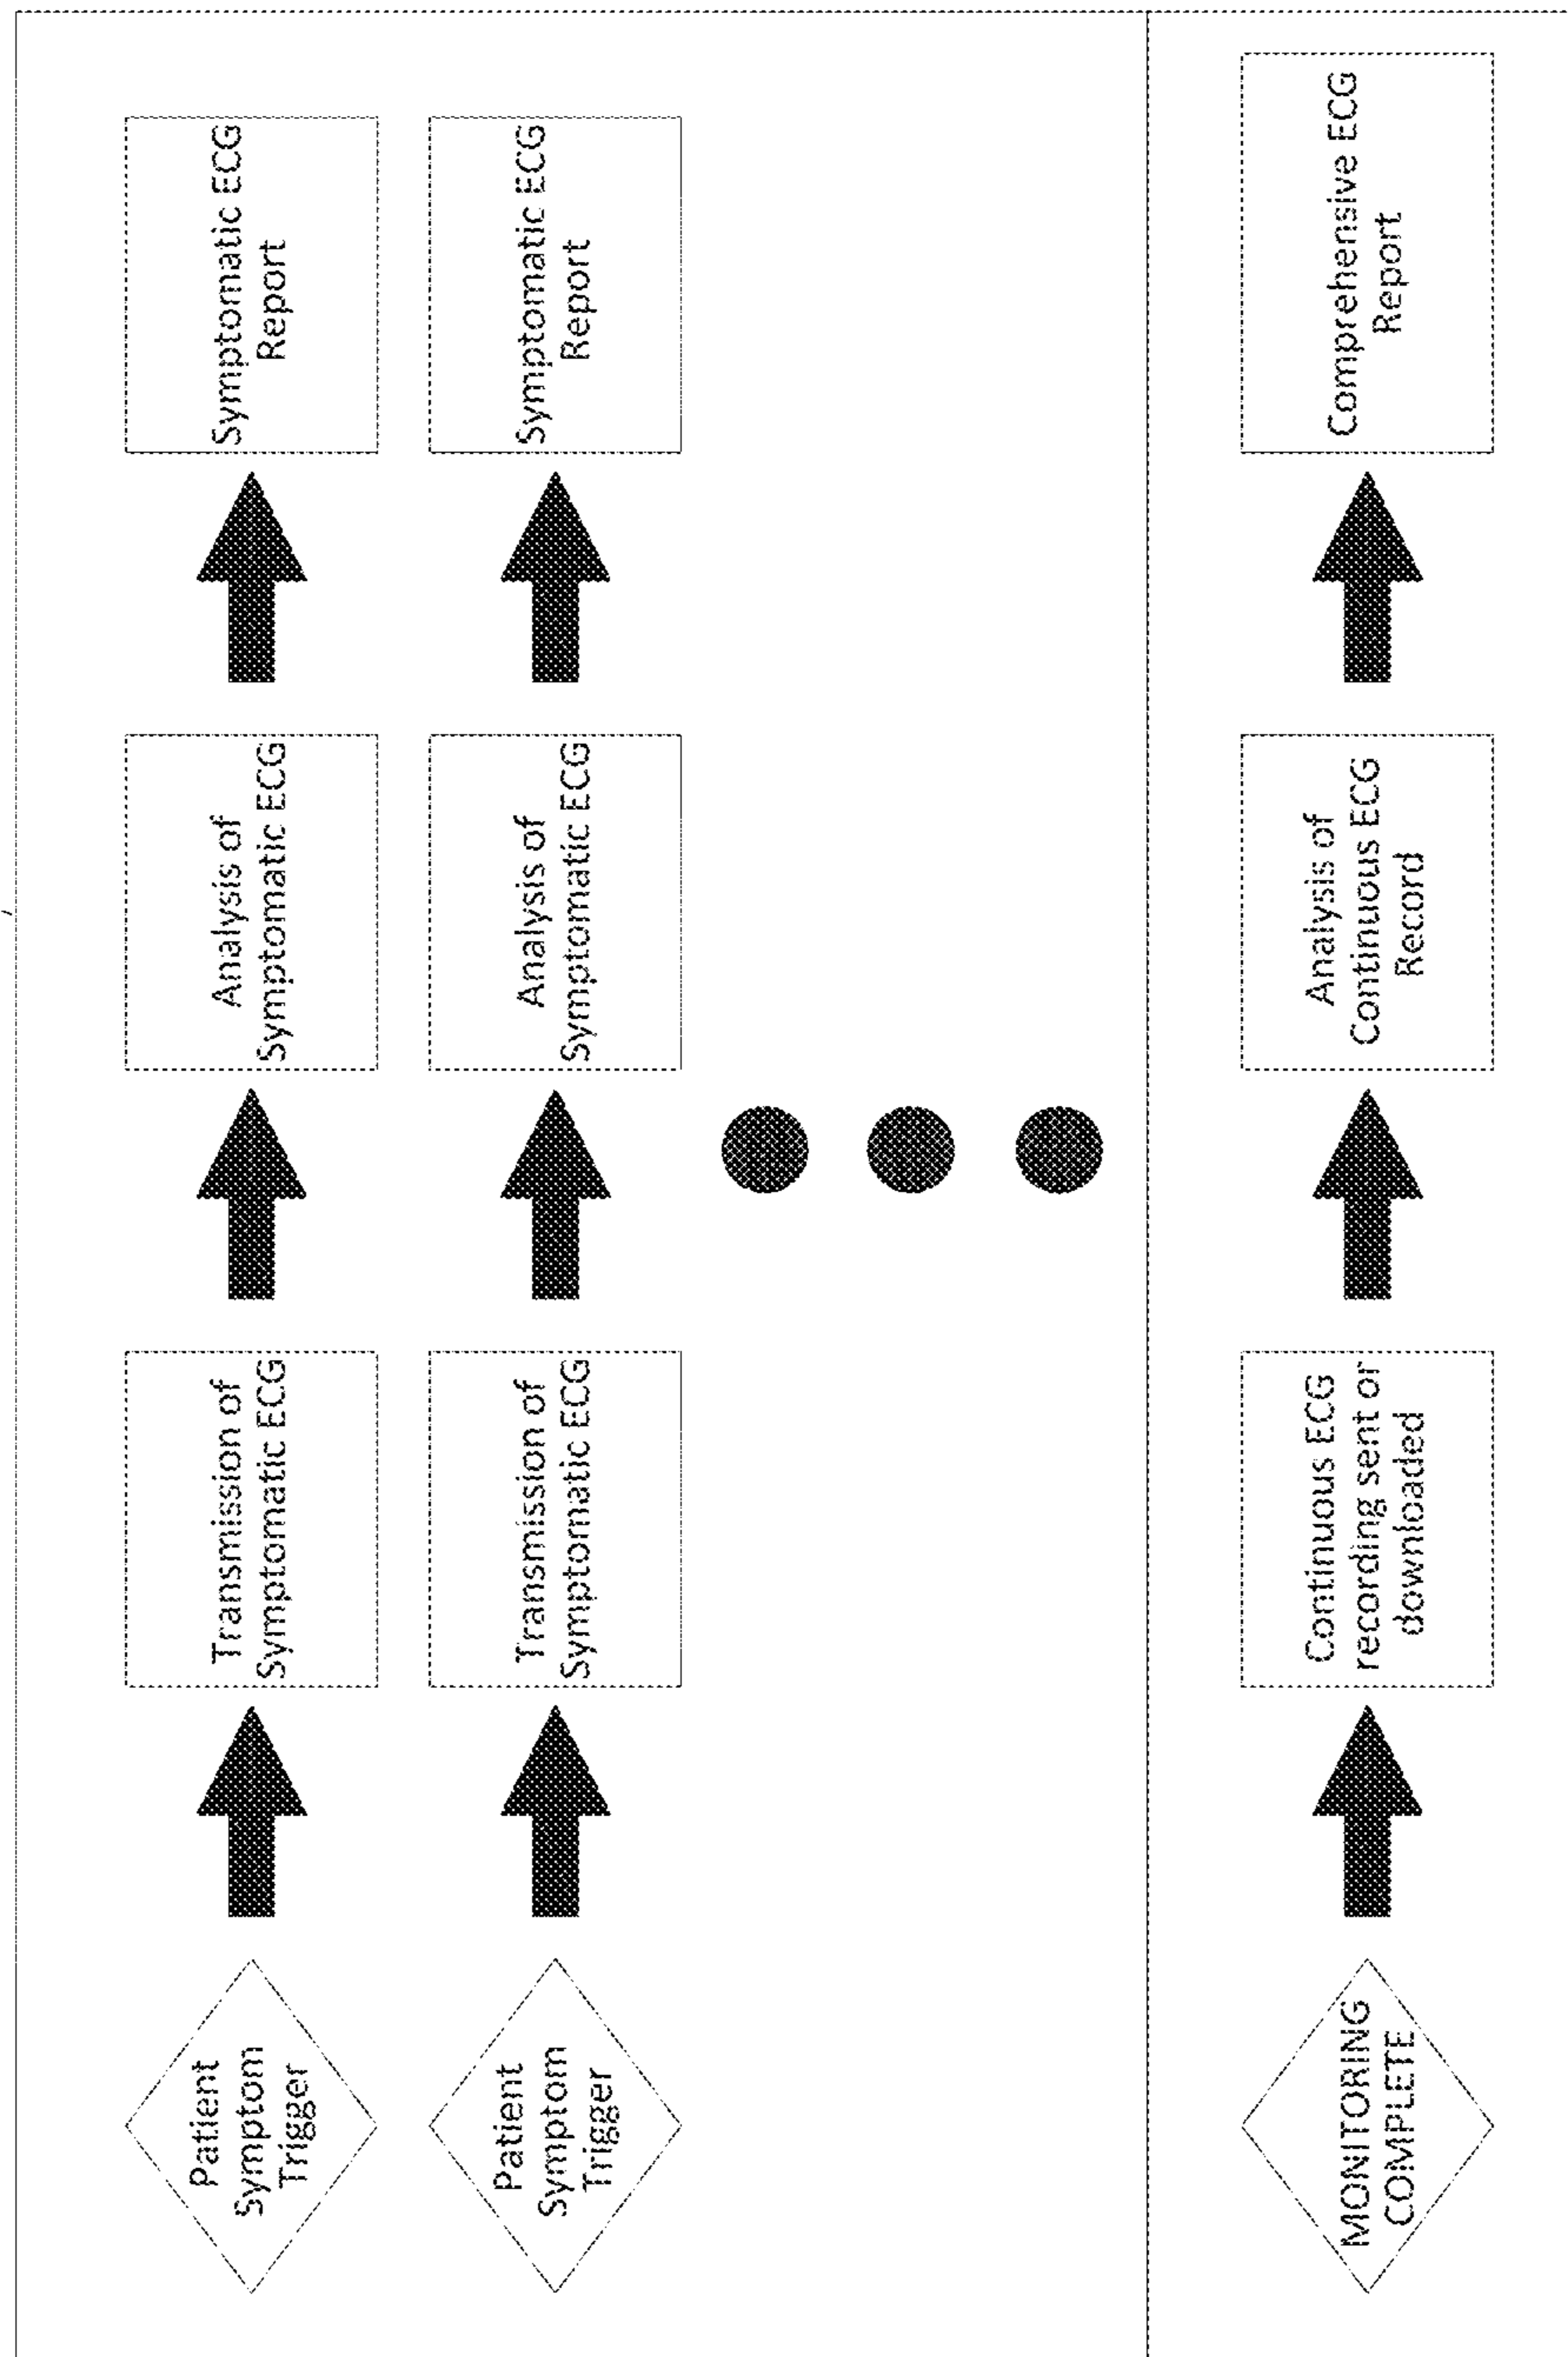 Patient
Symptom
Trigger
Transmission of
Symptomatic ECG
Analysis of
Symptomatic ECG
Symptomatic ECG
Report
Patient
Symptom
Trigger
Transmission of
Symptomatic ECG
Analysis of
Symptomatic ECG
Symptomatic ECG
Report
MONITORING
COMPLETE
Continuous ECG
recording sent or
downloaded
Analysis of
Continuous ECG
Record
Comprehensive ECG
Report